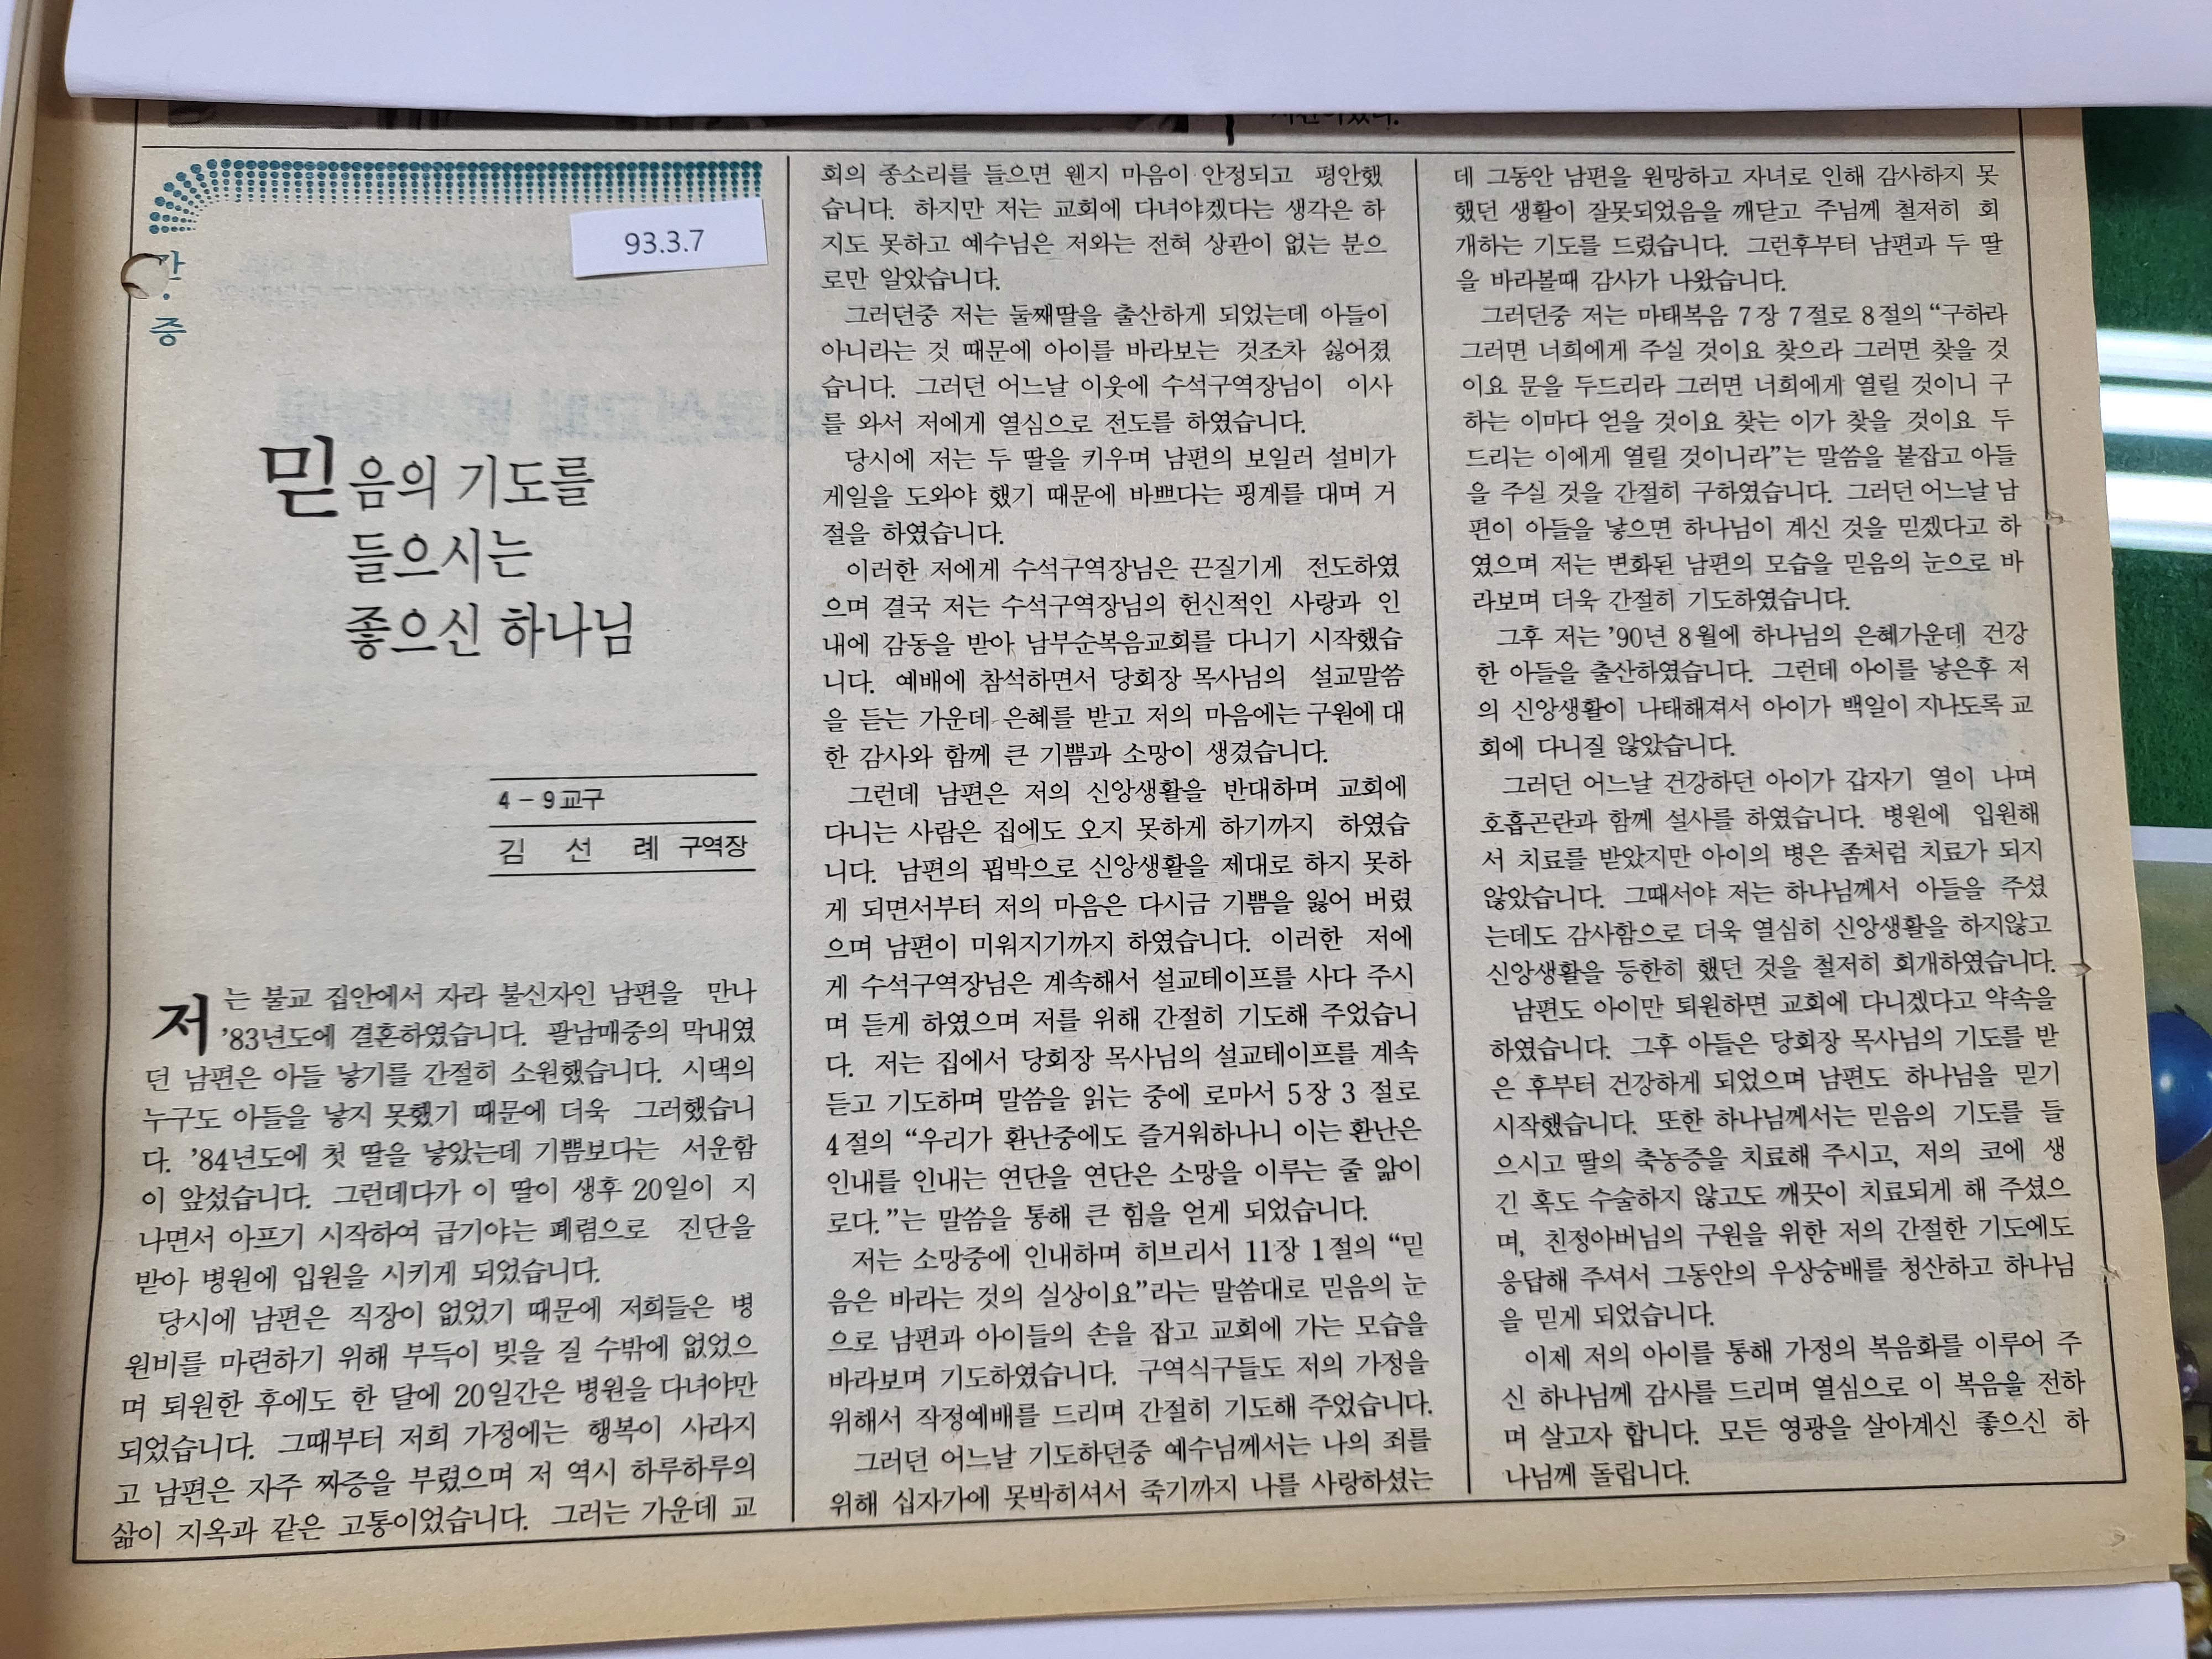 93.3.7
간·증
믿음의 기도를
들으시는
좋으신 하나님
4－9교구
김 선 례 구역장
저는 불교 집안에서 자라 불신자인 남편을 만나
'83년도에 결혼하였습니다. 팔남매중의 막내였
던 남편은 아들 낳기를 간절히 소원했습니다. 시댁의
누구도 아들을 낳지 못했기 때문에 더욱 그러했습니
다. '84년도에 첫 딸을 낳았는데 기쁨보다는 서운함
이 앞섰습니다. 그런데다가 이 딸이 생후 20일이 지
나면서 아프기 시작하여 급기야는 폐렴으로 진단을
받아 병원에 입원을 시키게 되었습니다.
당시에 남편은 직장이 없었기 때문에 저희들은 병
원비를 마련하기 위해 부득이 빚을 질 수밖에 없었으
며 퇴원한 후에도 한 달에 20일간은 병원을 다녀야만
되었습니다. 그때부터 저희 가정에는 행복이 사라지
고 남편은 자주 짜증을 부렸으며 저 역시 하루하루의
삶이 지옥과 같은 고통이었습니다. 그러는 가운데 교
회의 종소리를 들으면 웬지 마음이 안정되고 평안했
습니다. 하지만 저는 교회에 다녀야겠다는 생각은 하
지도 못하고 예수님은 저와는 전혀 상관이 없는 분으
로만 알았습니다.
그러던중 저는 둘째딸을 출산하게 되었는데 아들이
아니라는 것 때문에 아이를 바라보는 것조차 싫어졌
습니다. 그러던 어느날 이웃에 수석구역장님이 이사
를 와서 저에게 열심으로 전도를 하였습니다.
당시에 저는 두 딸을 키우며 남편의 보일러 설비가
게일을 도와야 했기 때문에 바쁘다는 핑계를 대며 거
절을 하였습니다.
이러한 저에게 수석구역장님은 끈질기게 전도하였
으며 결국 저는 수석구역장님의 헌신적인 사랑과 인
내에 감동을 받아 남부순복음교회를 다니기 시작했습
니다. 예배에 참석하면서 당회장 목사님의 설교말씀
을 듣는 가운데 은혜를 받고 저의 마음에는 구원에 대
한 감사와 함께 큰 기쁨과 소망이 생겼습니다.
그런데 남편은 저의 신앙생활을 반대하며 교회에
다니는 사람은 집에도 오지 못하게 하기까지 하였습
니다. 남편의 핍박으로 신앙생활을 제대로 하지 못하
게 되면서부터 저의 마음은 다시금 기쁨을 잃어 버렸
으며 남편이 미워지기까지 하였습니다. 이러한 저에
게 수석구역장님은 계속해서 설교테이프를 사다 주시
며 듣게 하였으며 저를 위해 간절히 기도해 주었습니
다. 저는 집에서 당회장 목사님의 설교테이프를 계속
듣고 기도하며 말씀을 읽는 중에 로마서 5장 3 절로
4절의 “우리가 환난중에도 즐거워하나니 이는 환난은
인내를 인내는 연단을 연단은 소망을 이루는 줄 앎이
로다.”는 말씀을 통해 큰 힘을 얻게 되었습니다.
저는 소망중에 인내하며 히브리서 11장 1절의 “믿
음은 바라는 것의 실상이요”라는 말씀대로 믿음의 눈
으로 남편과 아이들의 손을 잡고 교회에 가는 모습을
바라보며 기도하였습니다. 구역식구들도 저의 가정을
위해서 작정예배를 드리며 간절히 기도해 주었습니다.
그러던 어느날 기도하던중 예수님께서는 나의 죄를
위해 십자가에 못박히셔서 죽기까지 나를 사랑하셨는
데 그동안 남편을 원망하고 자녀로 인해 감사하지 못
했던 생활이 잘못되었음을 깨닫고 주님께 철저히 회
개하는 기도를 드렸습니다. 그런후부터 남편과 두 딸
을 바라볼때 감사가 나왔습니다.
그러던중 저는 마태복음 7장 7절로 8절의 “구하라
그러면 너희에게 주실 것이요 찾으라 그러면 찾을 것
이요 문을 두드리라 그러면 너희에게 열릴 것이니 구
하는 이마다 얻을 것이요 찾는 이가 찾을 것이요 두
드리는 이에게 열릴 것이니라”는 말씀을 붙잡고 아들
을 주실 것을 간절히 구하였습니다. 그러던 어느날 남
편이 아들을 낳으면 하나님이 계신 것을 믿겠다고 하
였으며 저는 변화된 남편의 모습을 믿음의 눈으로 바
라보며 더욱 간절히 기도하였습니다.
그후 저는 '90년 8월에 하나님의 은혜가운데 건강
한 아들을 출산하였습니다. 그런데 아이를 낳은후 저
의 신앙생활이 나태해져서 아이가 백일이 지나도록 교
회에 다니질 않았습니다.
그러던 어느날 건강하던 아이가 갑자기 열이 나며
호흡곤란과 함께 설사를 하였습니다. 병원에 입원해
서 치료를 받았지만 아이의 병은 좀처럼 치료가 되지
않았습니다. 그때서야 저는 하나님께서 아들을 주셨
는데도 감사함으로 더욱 열심히 신앙생활을 하지않고
신앙생활을 등한히 했던 것을 철저히 회개하였습니다.
남편도 아이만 퇴원하면 교회에 다니겠다고 약속을
하였습니다. 그후 아들은 당회장 목사님의 기도를 받
은 후부터 건강하게 되었으며 남편도 하나님을 믿기
시작했습니다. 또한 하나님께서는 믿음의 기도를 들
으시고 딸의 축농증을 치료해 주시고, 저의 코에 생
긴 혹도 수술하지 않고도 깨끗이 치료되게 해 주셨으
며, 친정아버님의 구원을 위한 저의 간절한 기도에도
응답해 주셔서 그동안의 우상숭배를 청산하고 하나님
을 믿게 되었습니다.
이제 저의 아이를 통해 가정의 복음화를 이루어 주
신 하나님께 감사를 드리며 열심으로 이 복음을 전하
며 살고자 합니다. 모든 영광을 살아계신 좋으신 하
나님께 돌립니다.